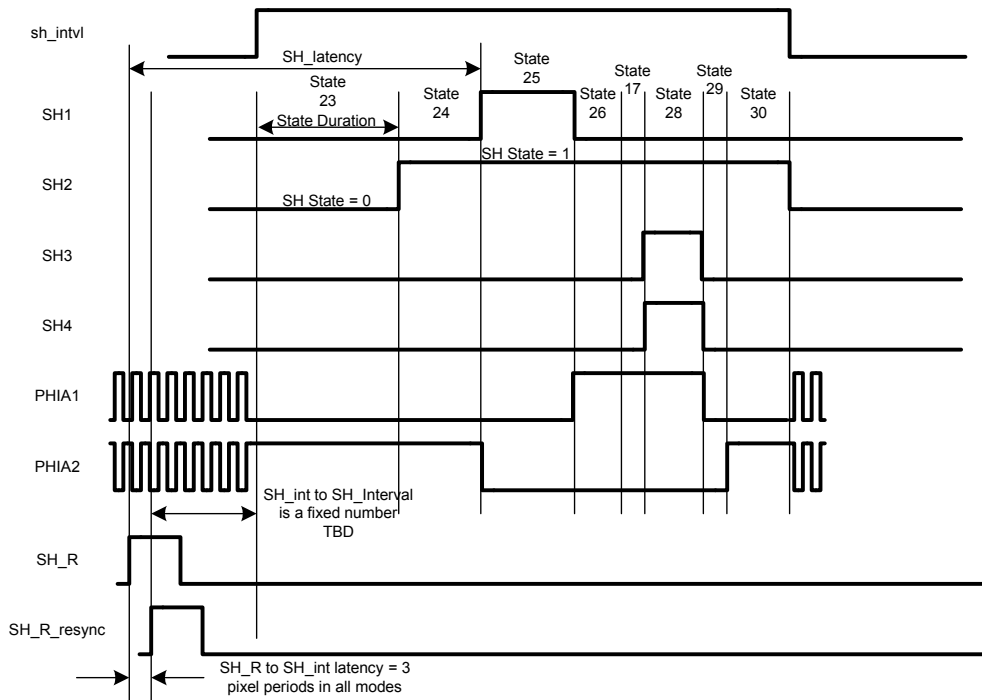 sh_intvl
SH_latency
State
23
State
24
State
25
State
26
State
17
State
28
State
29
State
30
SH1
State Duration
SH State = 1
SH2
SH State = 0
SH3
SH4
PHIA1
PHIA2
SH_int to SH_Interval
is a fixed number
TBD
SH_R
SH_R_resync
SH_R to SH_int latency = 3
pixel periods in all modes